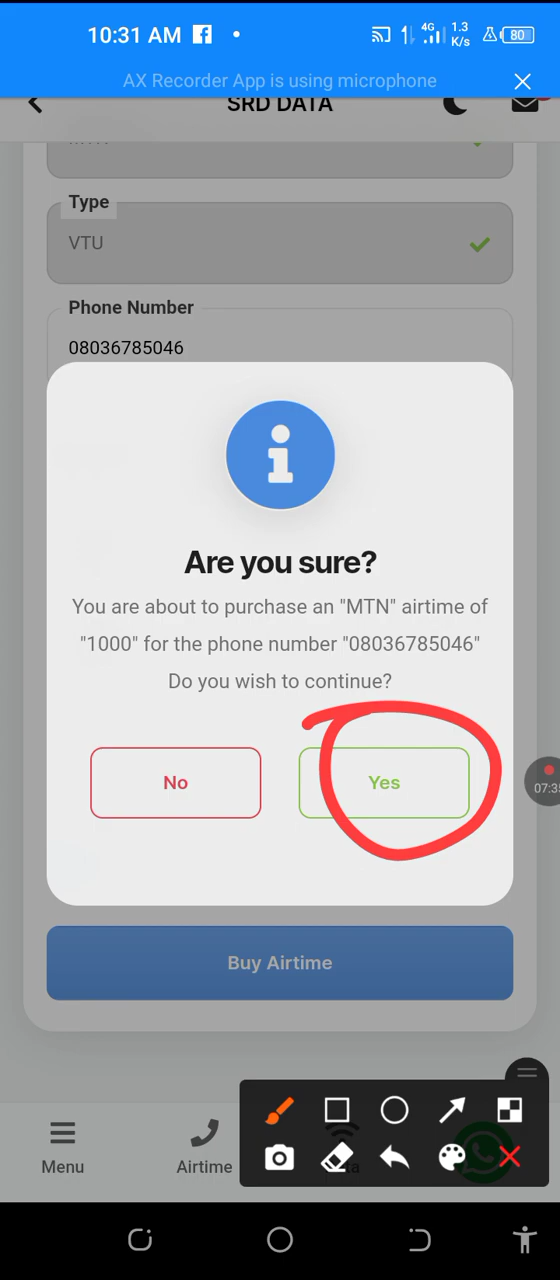 10:31 AM
4G 1.3 K/s 80
AX Recorder App is using microphone
SRD DATA
Type
VTU
Phone Number
08036785046
Are you sure?
You are about to purchase an "MTN" airtime of
"1000" for the phone number "08036785046"
Do you wish to continue?
No
Yes
Buy Airtime
Menu
Airtime